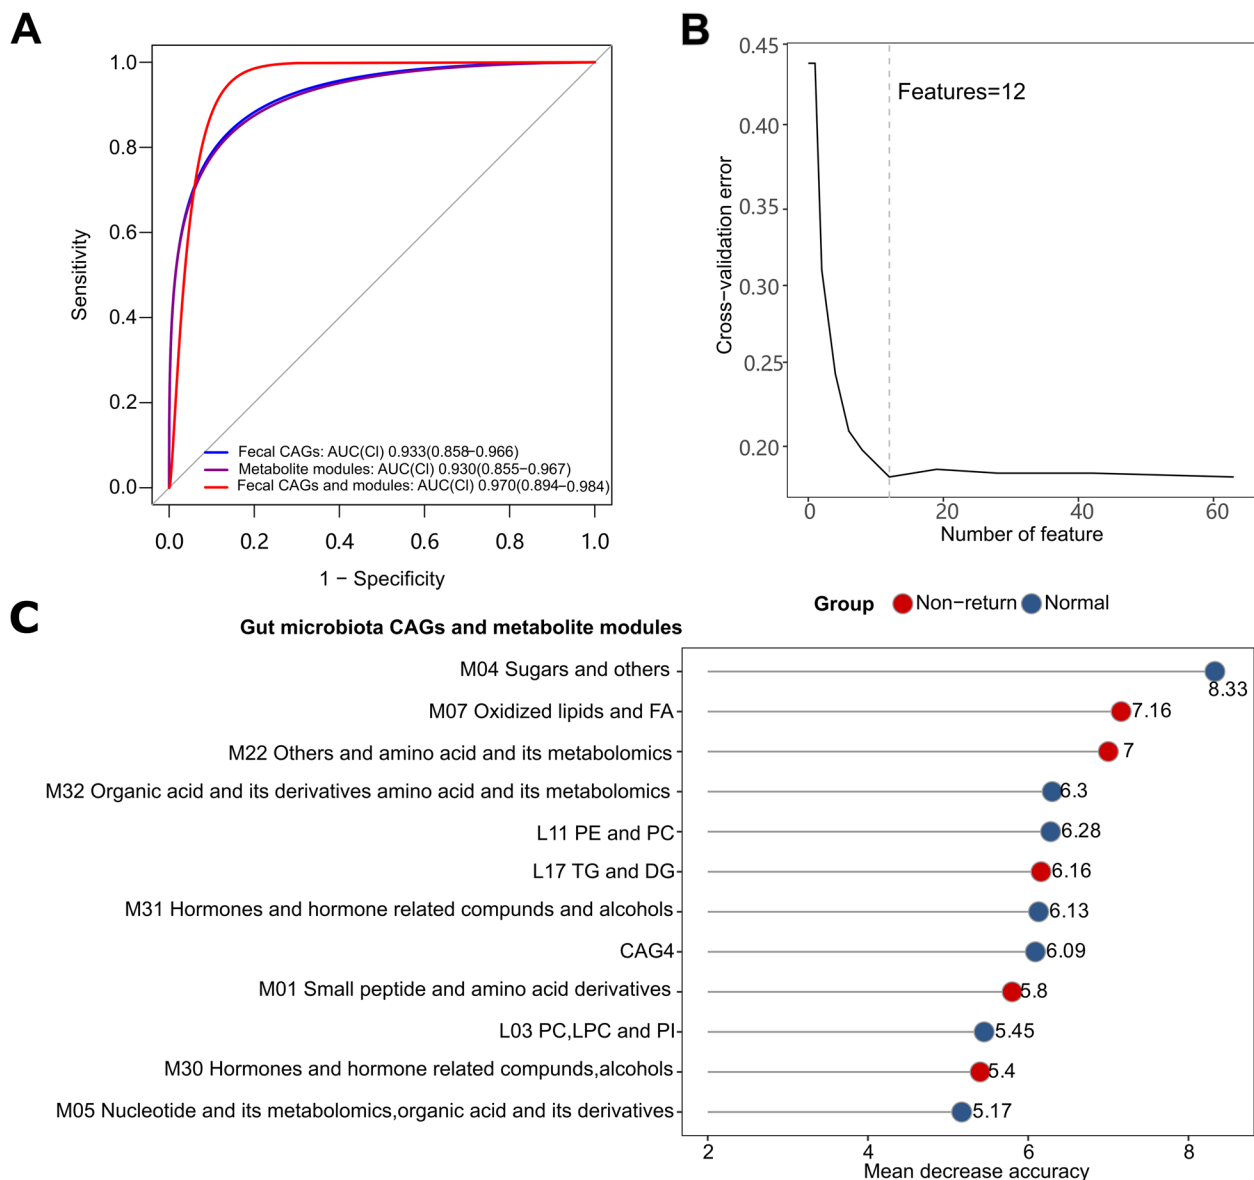 A
1.0
0.8
0.6
0.4
0.2
0.0
Sensitivity
Fecal CAGs: AUC(CI) 0.933(0.858−0.966)
Metabolite modules: AUC(CI) 0.930(0.855−0.967)
Fecal CAGs and modules: AUC(CI) 0.970(0.894−0.984)
0.0 0.2 0.4 0.6 0.8 1.0
1 − Specificity
B
0.45
0.40
0.35
0.30
0.25
0.20
Cross−validation error
Features=12
0 20 40 60
Number of feature
C
Group Non−return Normal
Gut microbiota CAGs and metabolite modules
M04 Sugars and others 8.33
M07 Oxidized lipids and FA 7.16
M22 Others and amino acid and its metabolomics 7
M32 Organic acid and its derivatives amino acid and its metabolomics 6.3
L11 PE and PC 6.28
L17 TG and DG 6.16
M31 Hormones and hormone related compunds and alcohols 6.13
CAG4 6.09
M01 Small peptide and amino acid derivatives 5.8
L03 PC,LPC and PI 5.45
M30 Hormones and hormone related compunds,alcohols 5.4
M05 Nucleotide and its metabolomics,organic acid and its derivatives 5.17
2 4 6 8
Mean decrease accuracy